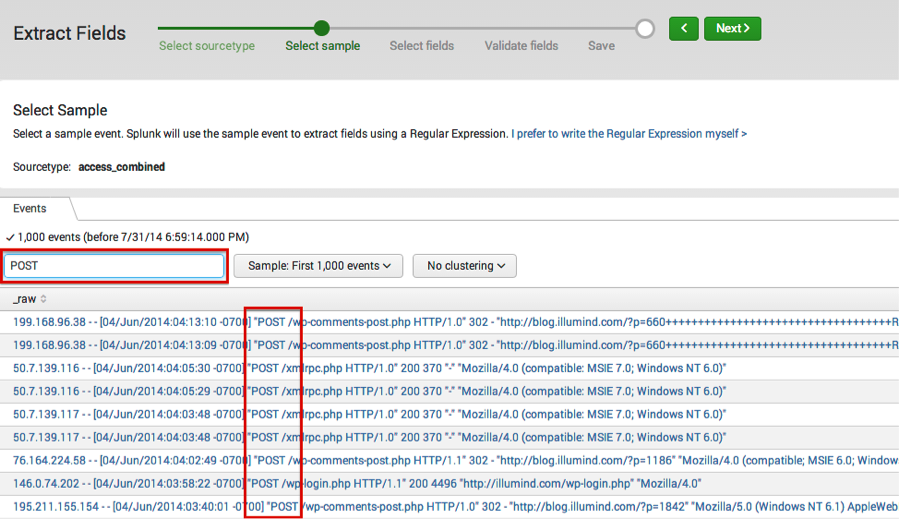 Extract Fields
Select sourcetype
Select sample
Select fields
Validate fields
Save
Next >
Select Sample
Select a sample event. Splunk will use the sample event to extract fields using a Regular Expression. I prefer to write the Regular Expression myself >
Sourcetype: access_combined
Events
✓ 1,000 events (before 7/31/14 6:59:14.000 PM)
POST
Sample: First 1,000 events
No clustering
_raw
199.168.96.38 - - [04/Jun/2014:04:13:10 -0700] "POST /wp-comments-post.php HTTP/1.0" 302 - "http://blog.illumind.com/?p=660+++++++++++++++++++++++++++++++++++R
199.168.96.38 - - [04/Jun/2014:04:13:09 -0700] "POST /wp-comments-post.php HTTP/1.0" 302 - "http://blog.illumind.com/?p=660+++++++++++++++++++++++++++++++++++R
50.7.139.116 - - [04/Jun/2014:04:05:30 -0700] "POST /xmlrpc.php HTTP/1.0" 200 370 "-" "Mozilla/4.0 (compatible: MSIE 7.0; Windows NT 6.0)"
50.7.139.116 - - [04/Jun/2014:04:05:29 -0700] "POST /xmlrpc.php HTTP/1.0" 200 370 "-" "Mozilla/4.0 (compatible: MSIE 7.0; Windows NT 6.0)"
50.7.139.117 - - [04/Jun/2014:04:03:48 -0700] "POST /xmlrpc.php HTTP/1.0" 200 370 "-" "Mozilla/4.0 (compatible: MSIE 7.0; Windows NT 6.0)"
50.7.139.117 - - [04/Jun/2014:04:03:48 -0700] "POST /xmlrpc.php HTTP/1.0" 200 370 "-" "Mozilla/4.0 (compatible: MSIE 7.0; Windows NT 6.0)"
76.164.224.58 - - [04/Jun/2014:04:02:49 -0700] "POST /wp-comments-post.php HTTP/1.1" 302 - "http://blog.illumind.com/?p=1186" "Mozilla/4.0 (compatible; MSIE 6.0; Windows
146.0.74.202 - - [04/Jun/2014:03:58:22 -0700] "POST /wp-login.php HTTP/1.1" 200 4496 "http://illumind.com/wp-login.php" "Mozilla/4.0"
195.211.155.154 - - [04/Jun/2014:03:40:01 -0700] "POST /wp-comments-post.php HTTP/1.0" 302 - "http://blog.illumind.com/?p=1842" "Mozilla/5.0 (Windows NT 6.1) AppleWeb